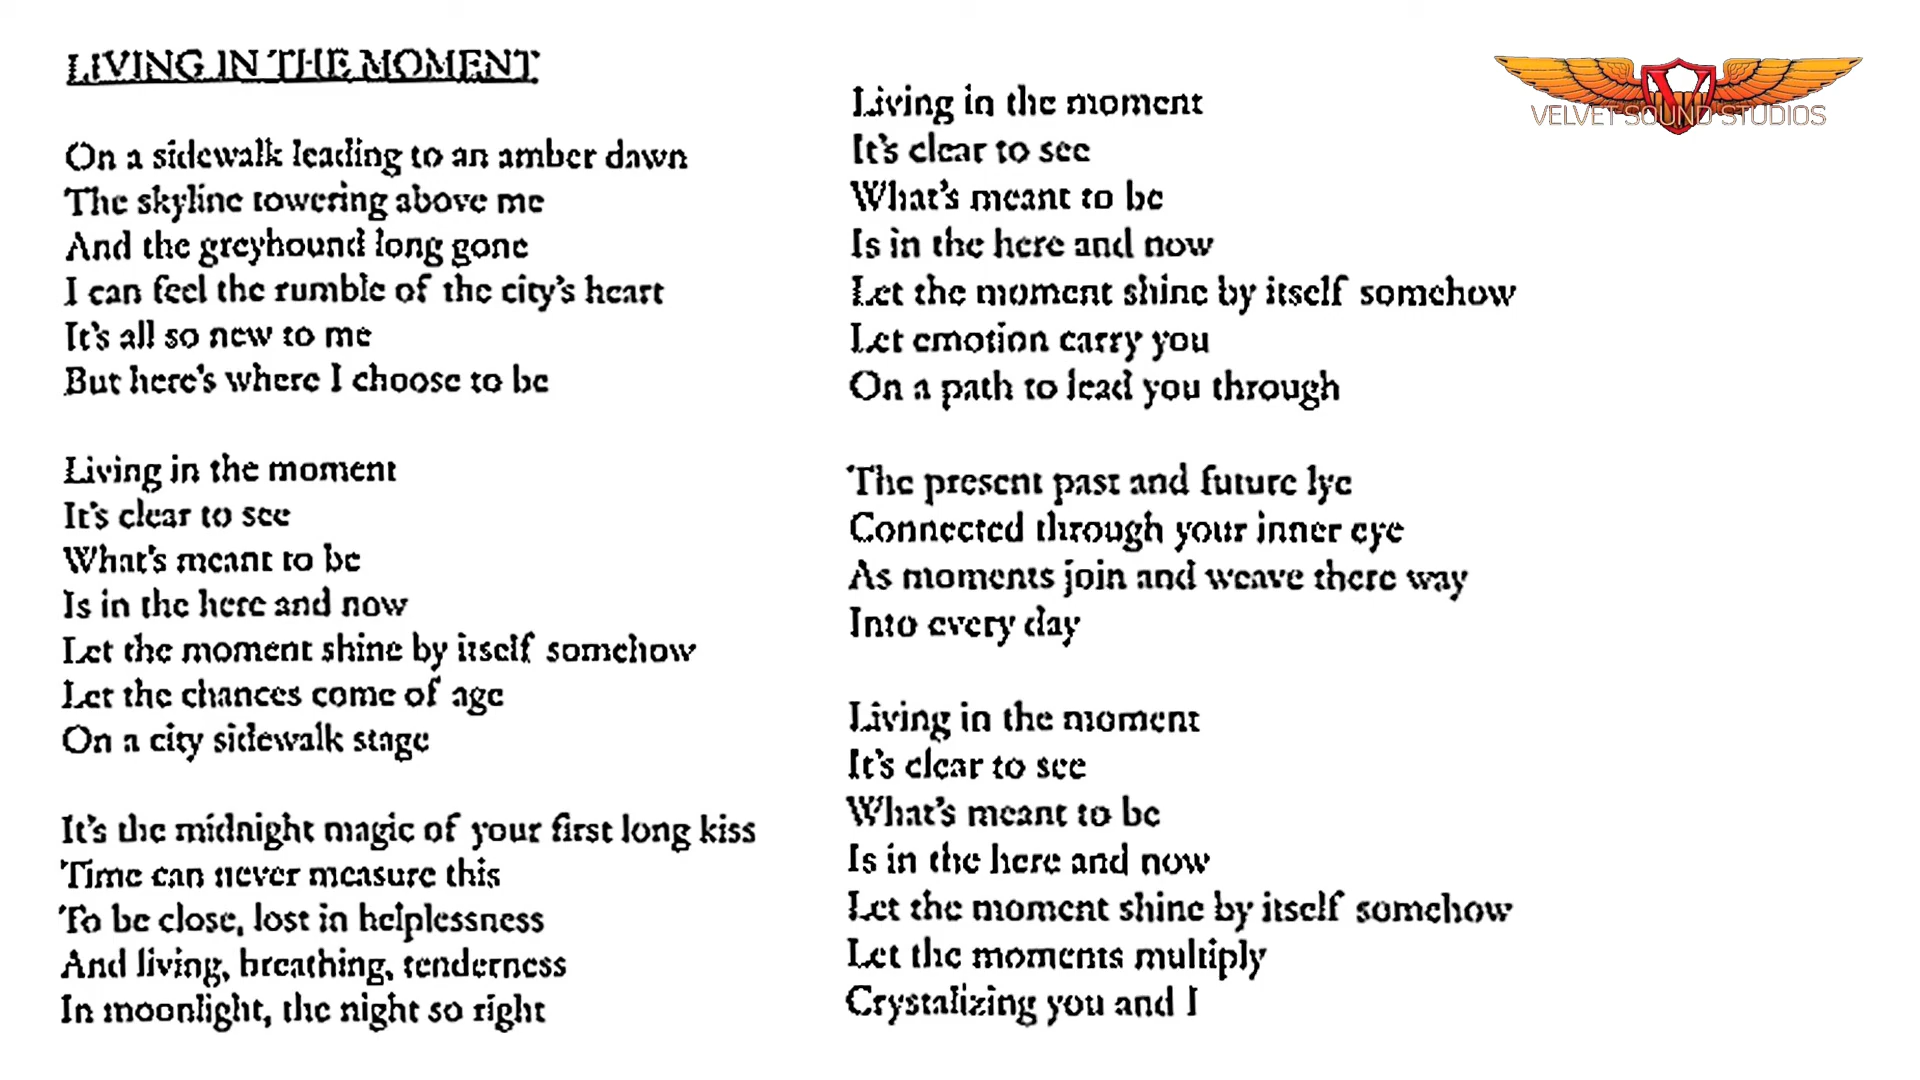 LIVING IN THE MOMENT
On a sidewalk leading to an amber dawn
The skyline towering above me
And the greyhound long gone
I can feel the rumble of the city's heart
It's all so new to me
But here's where I choose to be
Living in the moment
It's clear to see
What's meant to be
Is in the here and now
Let the moment shine by itself somehow
Let the chances come of age
On a city sidewalk stage
It's the midnight magic of your first long kiss
Time can never measure this
To be close, lost in helplessness
And living, breathing, tenderness
In moonlight, the night so right
Living in the moment
It's clear to see
What's meant to be
Is in the here and now
Let the moment shine by itself somehow
Let emotion carry you
On a path to lead you through
The present past and future lye
Connected through your inner eye
As moments join and weave there way
Into every day
Living in the moment
It's clear to see
What's meant to be
Is in the here and now
Let the moment shine by itself somehow
Let the moments multiply
Crystalizing you and I
VELVET SOUND STUDIOS